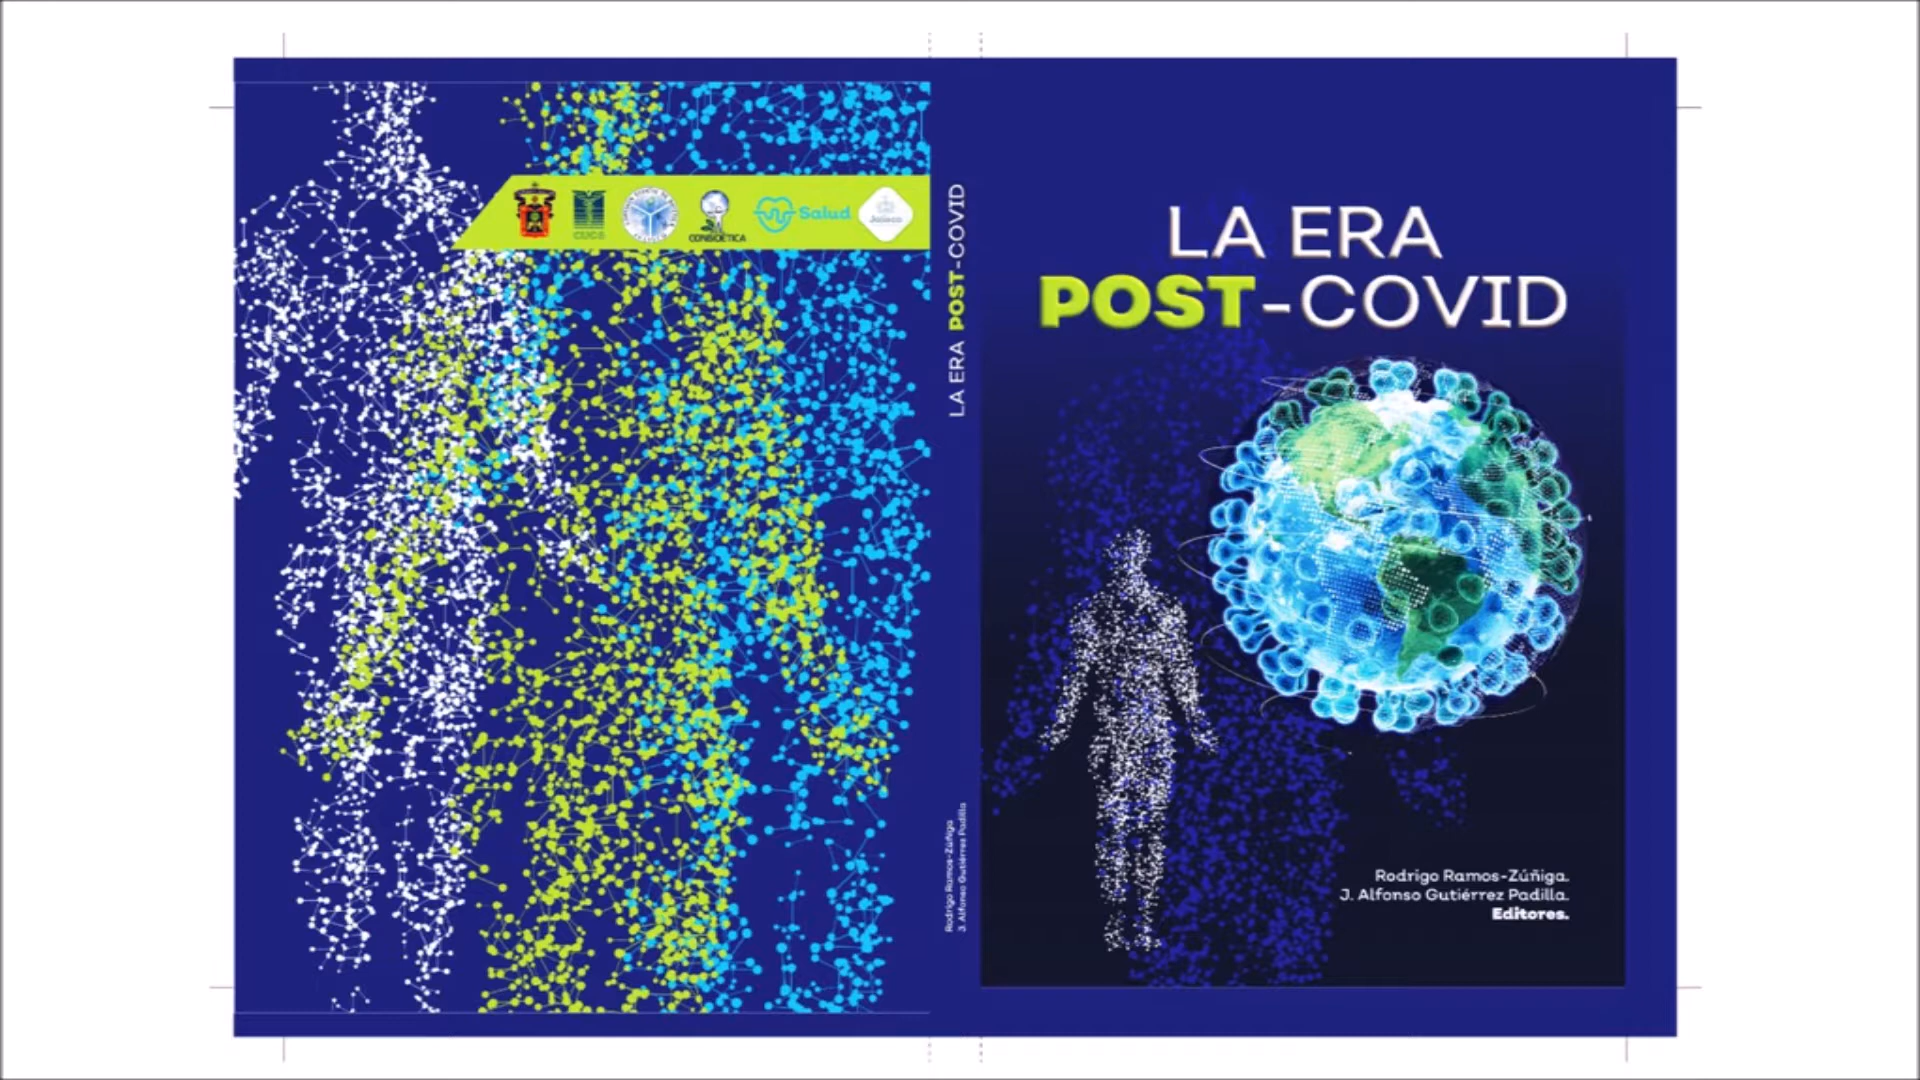 CUCS
CONBIOÉTICA
Salud
Jalisco
LA ERA POST-COVID
Rodrigo Ramos-Zúñiga
J. Alfonso Gutiérrez Padilla
LA ERA
POST-COVID
Rodrigo Ramos-Zúñiga.
J. Alfonso Gutiérrez Padilla.
Editores.